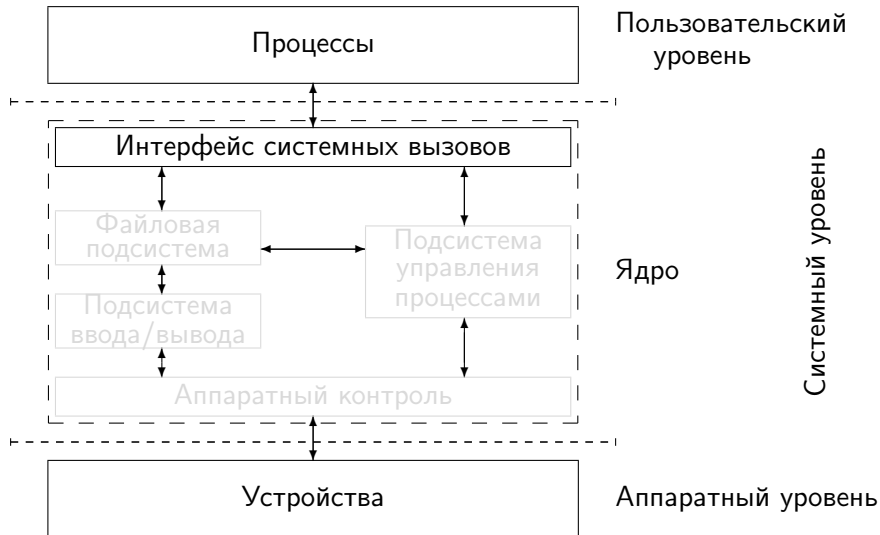 Процессы
Пользовательский
уровень
Интерфейс системных вызовов
Файловая
подсистема
Подсистема
управления
процессами
Подсистема
ввода/вывода
Аппаратный контроль
Ядро
Системный уровень
Устройства
Аппаратный уровень